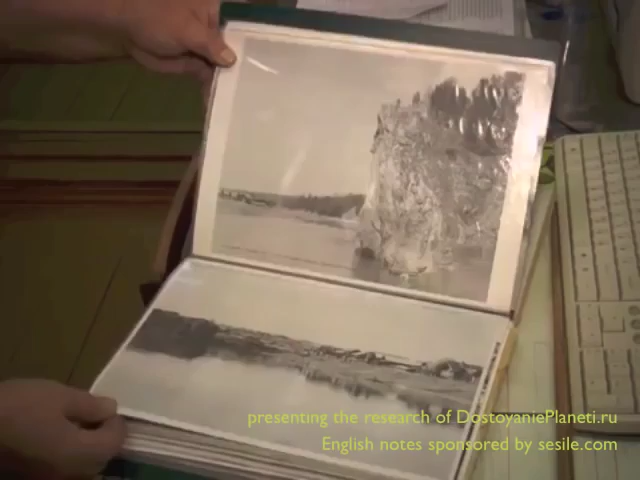 presenting the research of DostoyaniePlaneti.ru
English notes sponsored by sesile.com